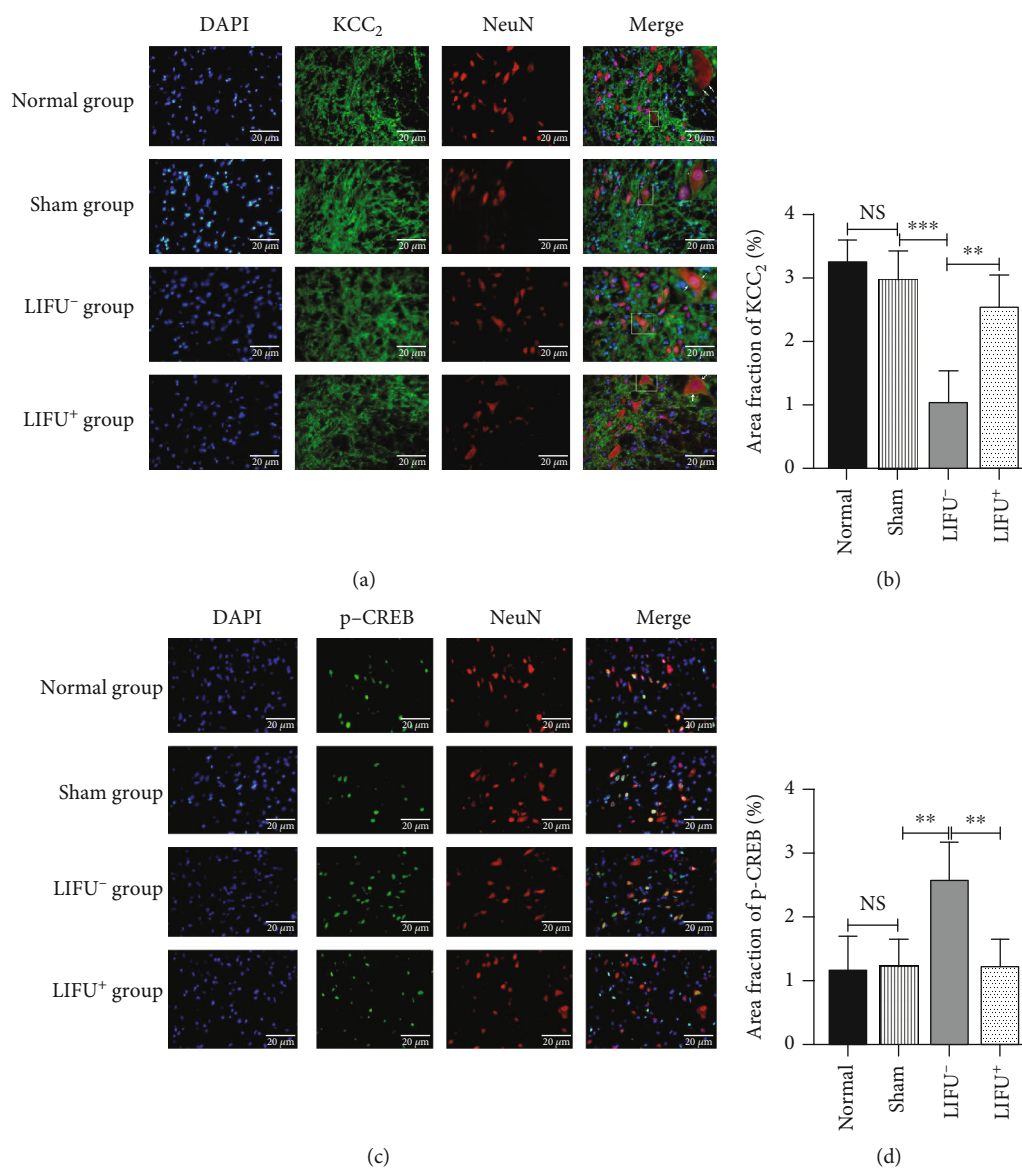 DAPI KCC₂ NeuN Merge
Normal group
20 μm 20 μm 20 μm 2 0 μm
Sham group
20 μm 20 μm 20 μm 20 μm
LIFU⁻ group
20 μm 20 μm 20 μm 20 μm
LIFU⁺ group
20 μm 20 μm 20 μm 20 μm
(a)
Area fraction of KCC₂ (%)
4
3
2
1
0
NS *** **
Normal Sham LIFU⁻ LIFU⁺
(b)
DAPI p–CREB NeuN Merge
Normal group
20 μm 20 μm 20 μm 20 μm
Sham group
20 μm 20 μm 20 μm 20 μm
LIFU⁻ group
20 μm 20 μm 20 μm 20 μm
LIFU⁺ group
20 μm 20 μm 20 μm 20 μm
(c)
Area fraction of p-CREB (%)
4
3
2
1
0
NS ** **
Normal Sham LIFU⁻ LIFU⁺
(d)